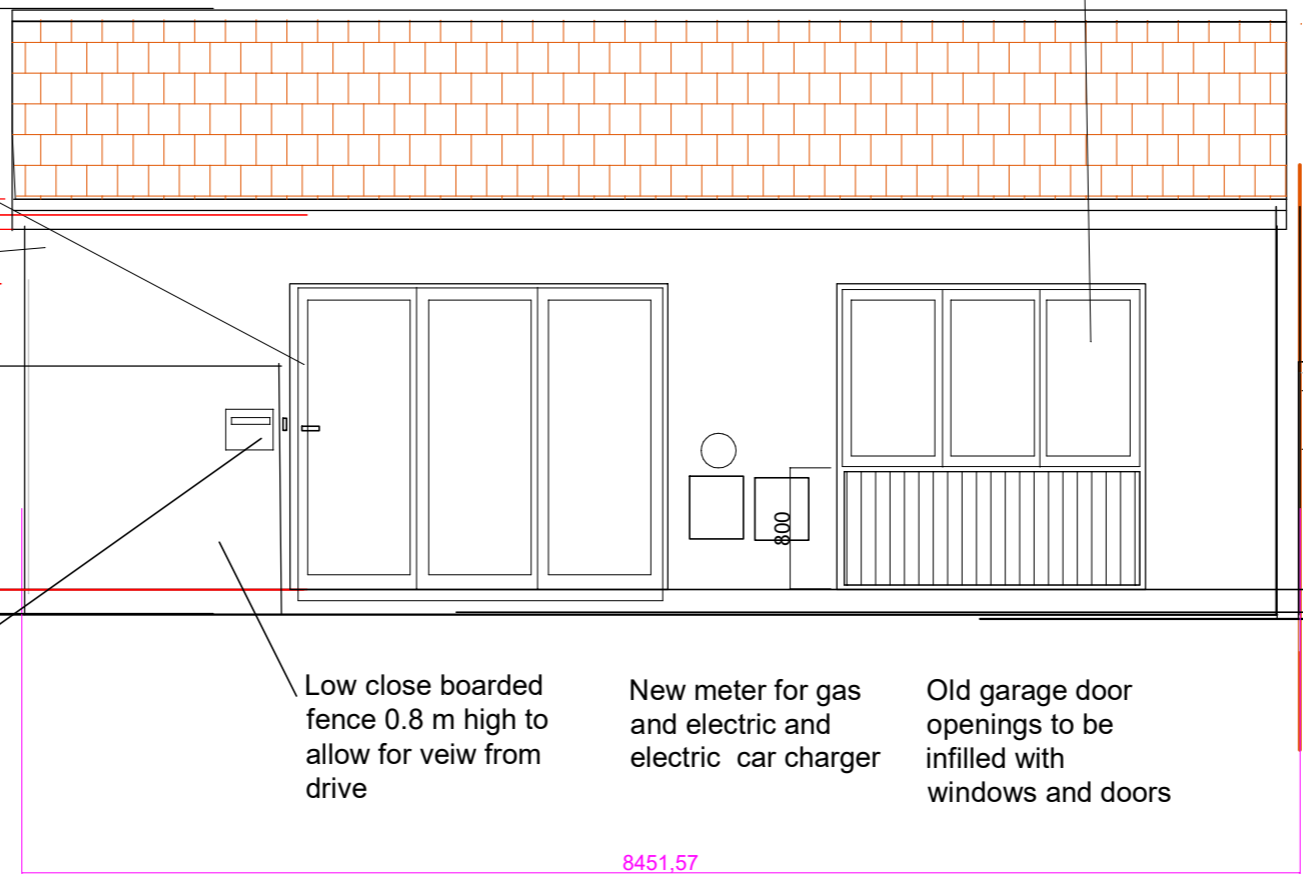 800
Low close boarded
fence 0.8 m high to
allow for veiw from
drive
New meter for gas
and electric and
electric car charger
Old garage door
openings to be
infilled with
windows and doors
8451,57